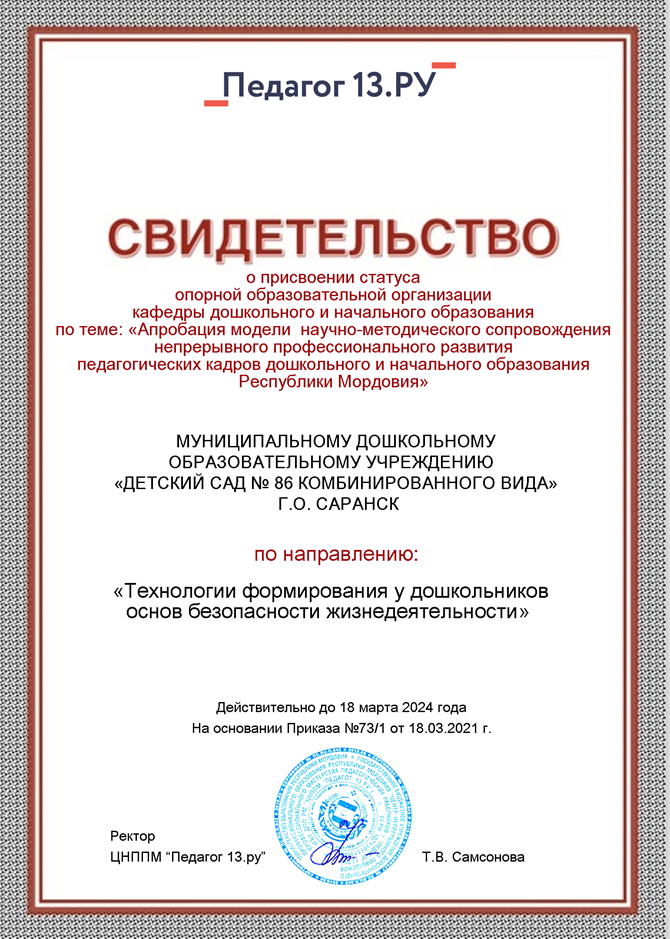 Педагог 13.РУ
СВИДЕТЕЛЬСТВО
о присвоении статуса
опорной образовательной организации
кафедры дошкольного и начального образования
по теме: «Апробация модели научно-методического сопровождения
непрерывного профессионального развития
педагогических кадров дошкольного и начального образования
Республики Мордовия»
МУНИЦИПАЛЬНОМУ ДОШКОЛЬНОМУ
ОБРАЗОВАТЕЛЬНОМУ УЧРЕЖДЕНИЮ
«ДЕТСКИЙ САД № 86 КОМБИНИРОВАННОГО ВИДА»
Г.О. САРАНСК
по направлению:
«Технологии формирования у дошкольников
основ безопасности жизнедеятельности»
Действительно до 18 марта 2024 года
На основании Приказа №73/1 от 18.03.2021 г.
Ректор
ЦНППМ “Педагог 13.ру”
Т.В. Самсонова